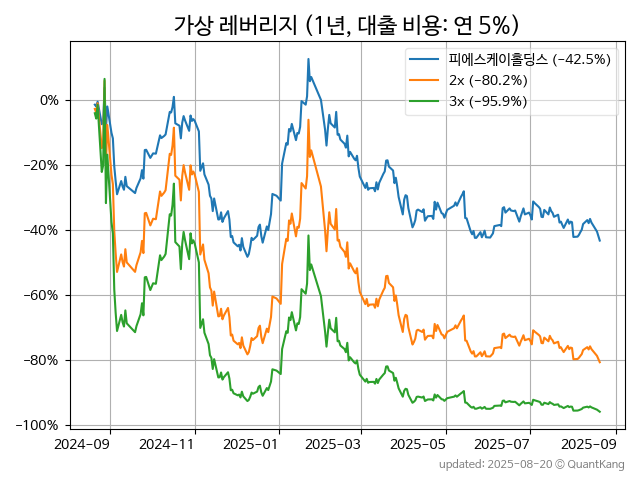 가상 레버리지 (1년, 대출 비용: 연 5%)
피에스케이홀딩스 (−42.5%)
2x (−80.2%)
3x (−95.9%)
0%
−20%
−40%
−60%
−80%
−100%
2024-09 2024-11 2025-01 2025-03 2025-05 2025-07 2025-09
updated: 2025-08-20 © QuantKang